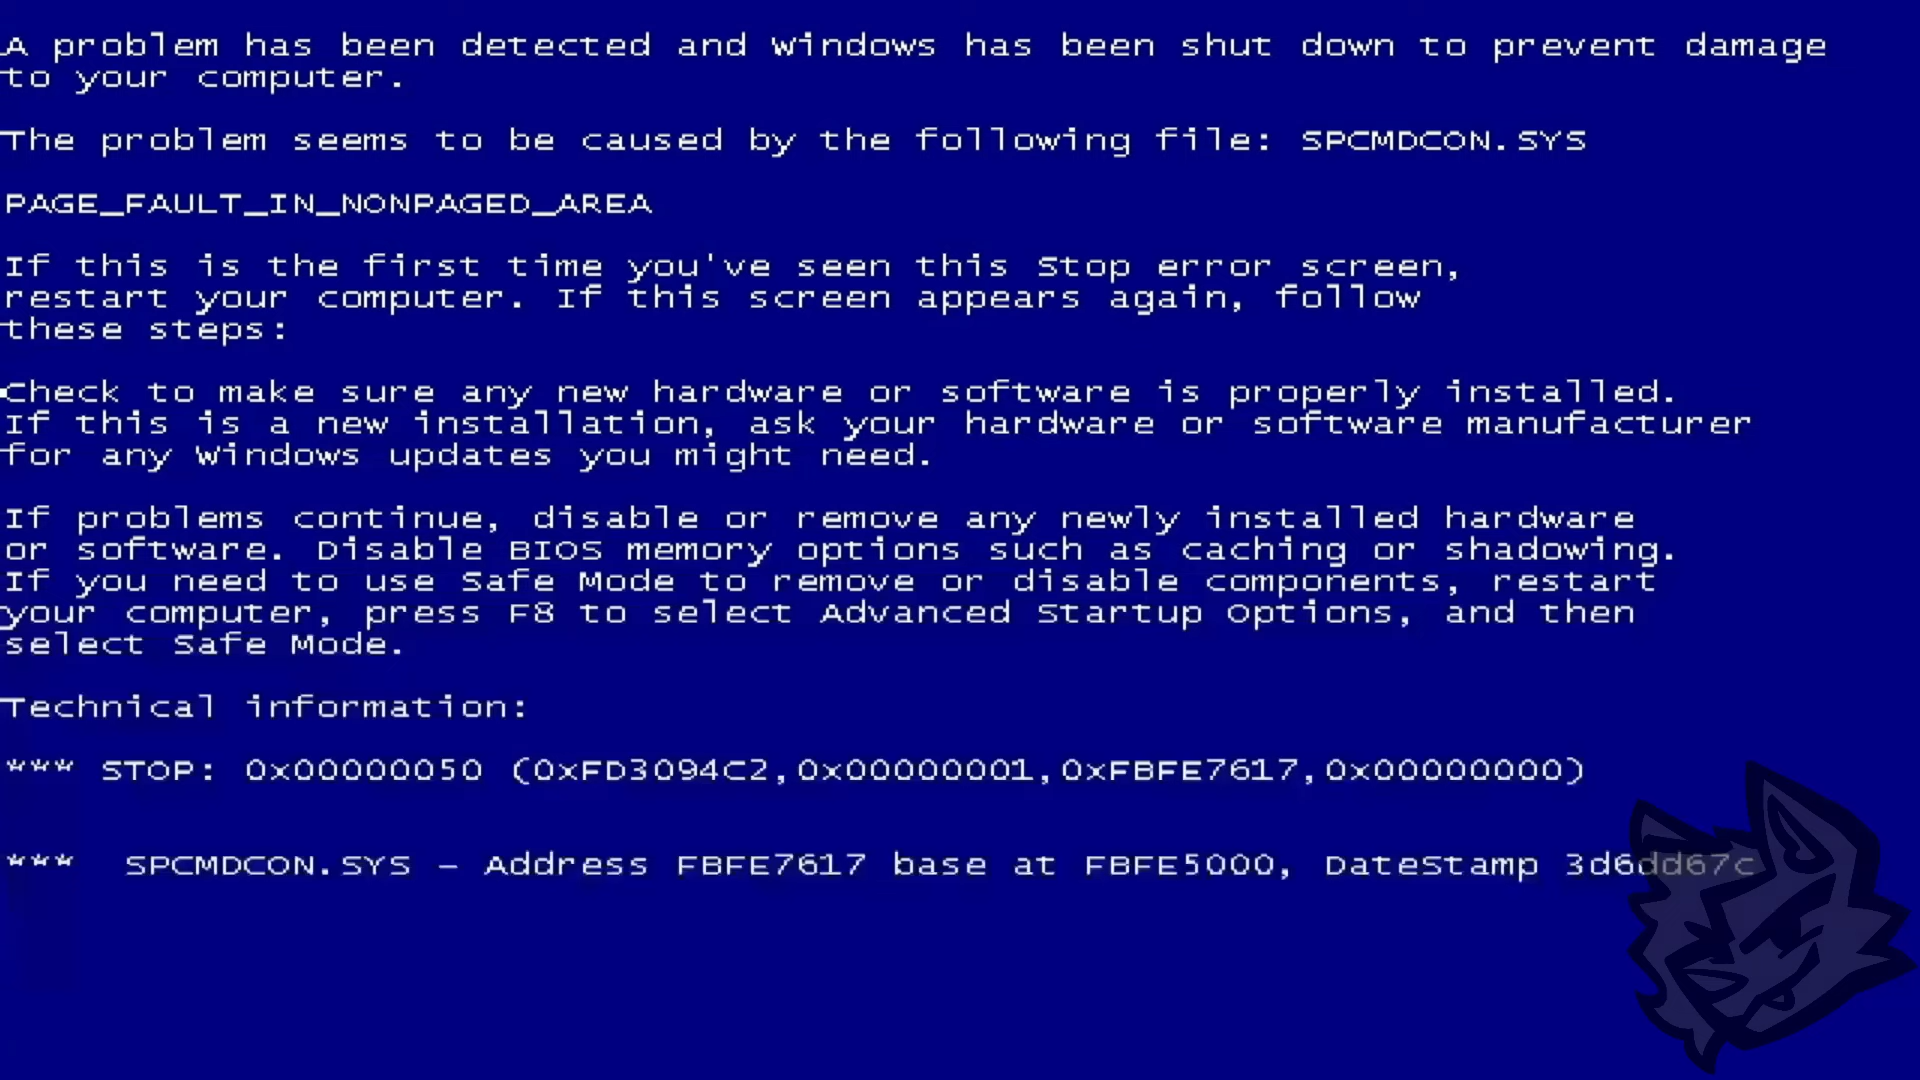 A problem has been detected and windows has been shut down to prevent damage
to your computer.
The problem seems to be caused by the following file: SPCMDCON.SYS
PAGE_FAULT_IN_NONPAGED_AREA
If this is the first time you've seen this Stop error screen,
restart your computer. If this screen appears again, follow
these steps:
Check to make sure any new hardware or software is properly installed.
If this is a new installation, ask your hardware or software manufacturer
for any windows updates you might need.
If problems continue, disable or remove any newly installed hardware
or software. Disable BIOS memory options such as caching or shadowing.
If you need to use Safe Mode to remove or disable components, restart
your computer, press F8 to select Advanced Startup Options, and then
select Safe Mode.
Technical information:
*** STOP: 0x00000050 (0xFD3094C2,0x00000001,0xFBFE7617,0x00000000)
*** SPCMDCON.SYS - Address FBFE7617 base at FBFE5000, DateStamp 3d6dd67c